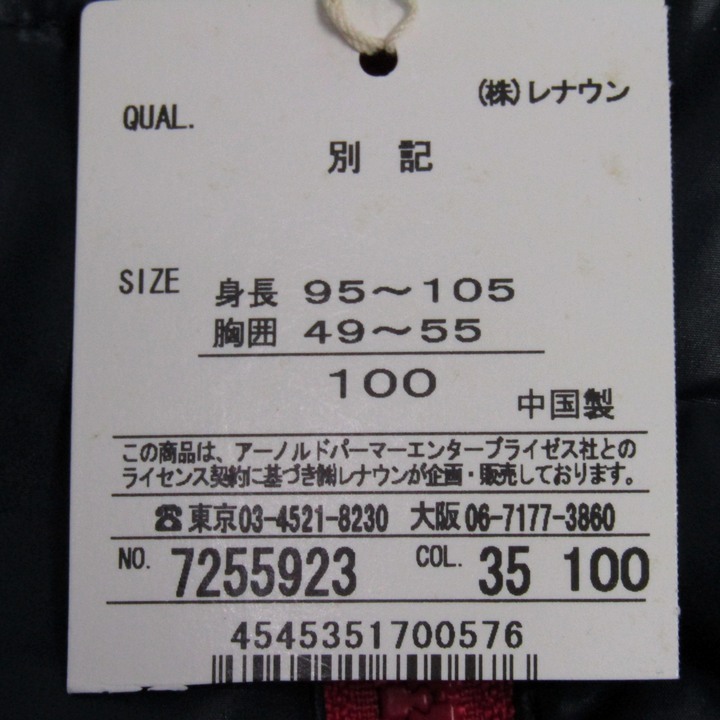 (株)レナウン
QUAL.
別 記
SIZE 身長 95～105
胸囲 49～55
100
中国製
この商品は、アーノルドパーマーエンタープライゼス社との
ライセンス契約に基づき㈱レナウンが企画・販売しております。
☎東京03-4521-8230 大阪06-7177-3860
NO. 7255923 COL. 35 100
4545351700576